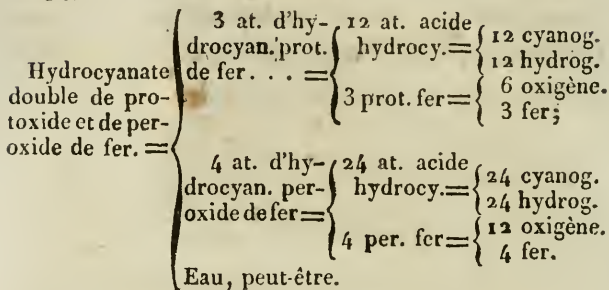 Hydrocyanate
double de pro-
toxide et de per-
oxide de fer. =
3 at. d'hy-
drocyan. prot.
de fer. . . . =
12 at. acide
hydrocy. =
12 cyanog.
12 hydrog.
3 prot. fer =
6 oxigène.
3 fer;
4 at. d'hy-
drocyan. per-
oxide de fer =
24 at. acide
hydrocy. =
24 cyanog.
24 hydrog.
4 per. fer =
12 oxigène.
4 fer.
Eau, peut-être.